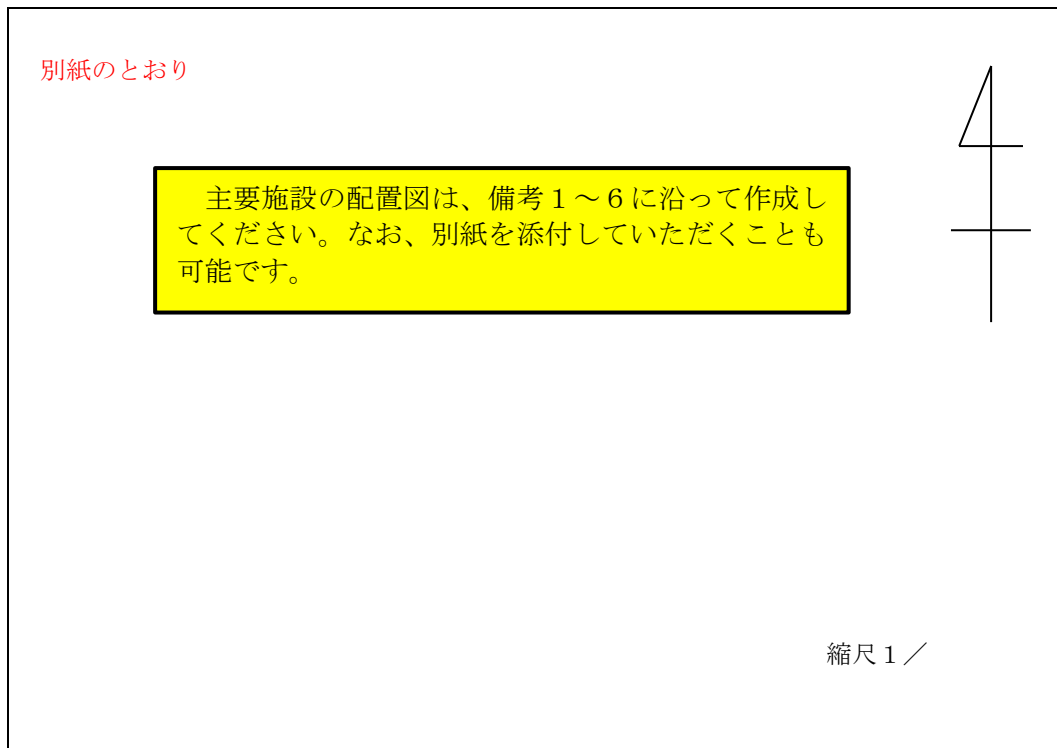 別紙のとおり
主要施設の配置図は、備考１～６に沿って作成し
てください。なお、別紙を添付していただくことも
可能です。
縮尺１／